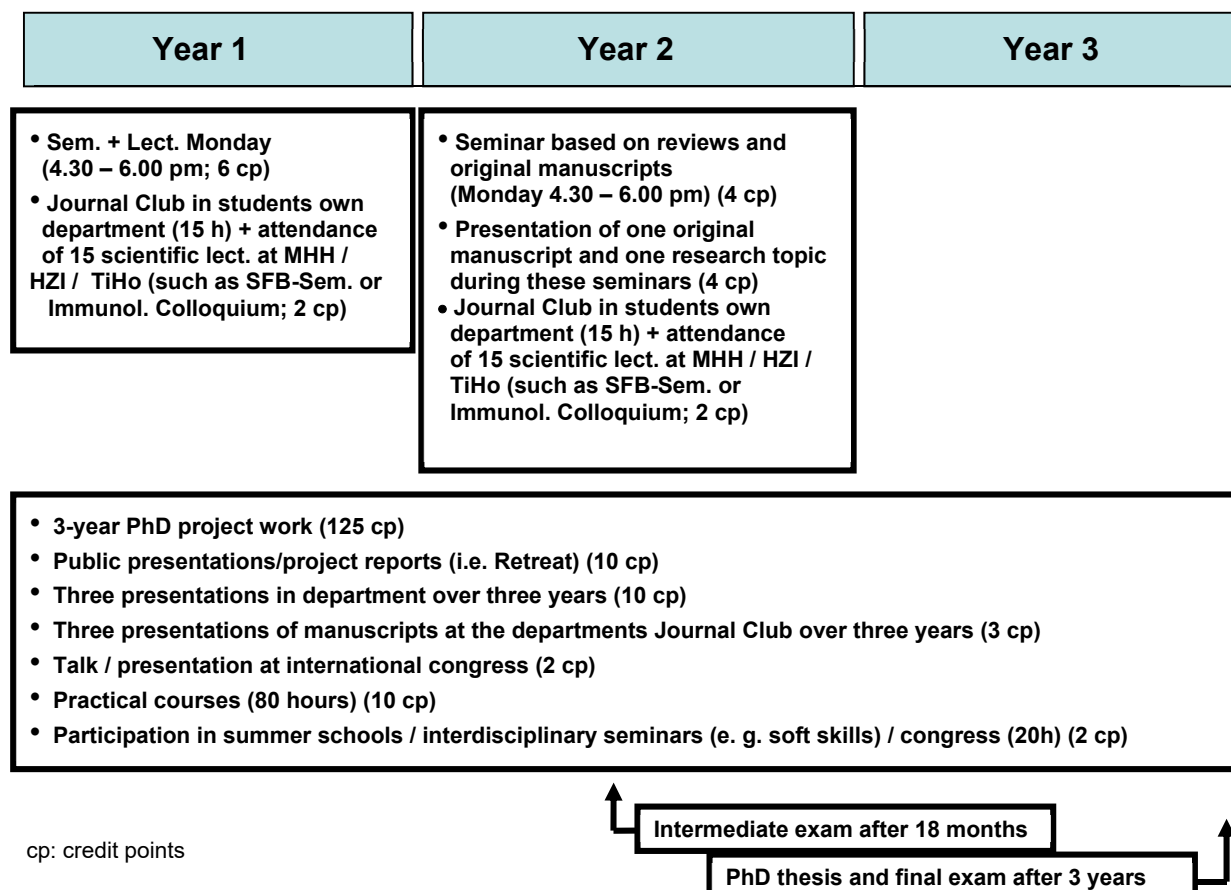 Year 1
Year 2
Year 3
• Sem. + Lect. Monday
(4.30 – 6.00 pm; 6 cp)
• Journal Club in students own
department (15 h) + attendance
of 15 scientific lect. at MHH /
HZI / TiHo (such as SFB-Sem. or
Immunol. Colloquium; 2 cp)
• Seminar based on reviews and
original manuscripts
(Monday 4.30 – 6.00 pm) (4 cp)
• Presentation of one original
manuscript and one research topic
during these seminars (4 cp)
• Journal Club in students own
department (15 h) + attendance
of 15 scientific lect. at MHH / HZI /
TiHo (such as SFB-Sem. or
Immunol. Colloquium; 2 cp)
• 3-year PhD project work (125 cp)
• Public presentations/project reports (i.e. Retreat) (10 cp)
• Three presentations in department over three years (10 cp)
• Three presentations of manuscripts at the departments Journal Club over three years (3 cp)
• Talk / presentation at international congress (2 cp)
• Practical courses (80 hours) (10 cp)
• Participation in summer schools / interdisciplinary seminars (e. g. soft skills) / congress (20h) (2 cp)
Intermediate exam after 18 months
cp: credit points
PhD thesis and final exam after 3 years